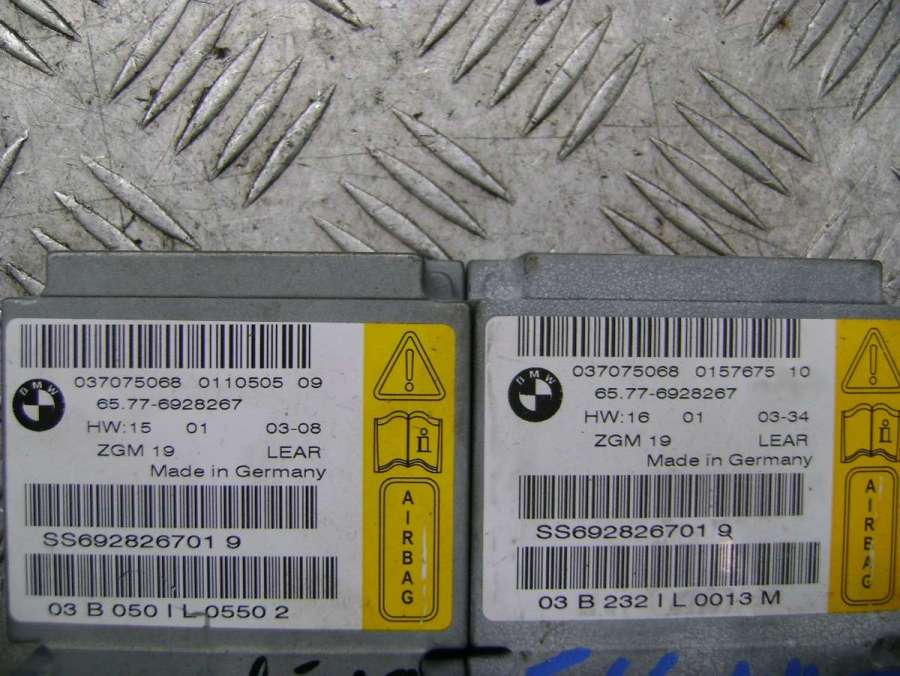 BMW
037075068 0110505 09
65.77-6928267
HW:15 01 03-08
ZGM 19 LEAR
Made in Germany
SS692826701 9
03 B 050 I L 0550 2
AIRBAG
BMW
037075068 0157675 10
65.77-6928267
HW:16 01 03-34
ZGM 19 LEAR
Made in Germany
SS692826701 9
03 B 232 I L 0013 M
AIRBAG